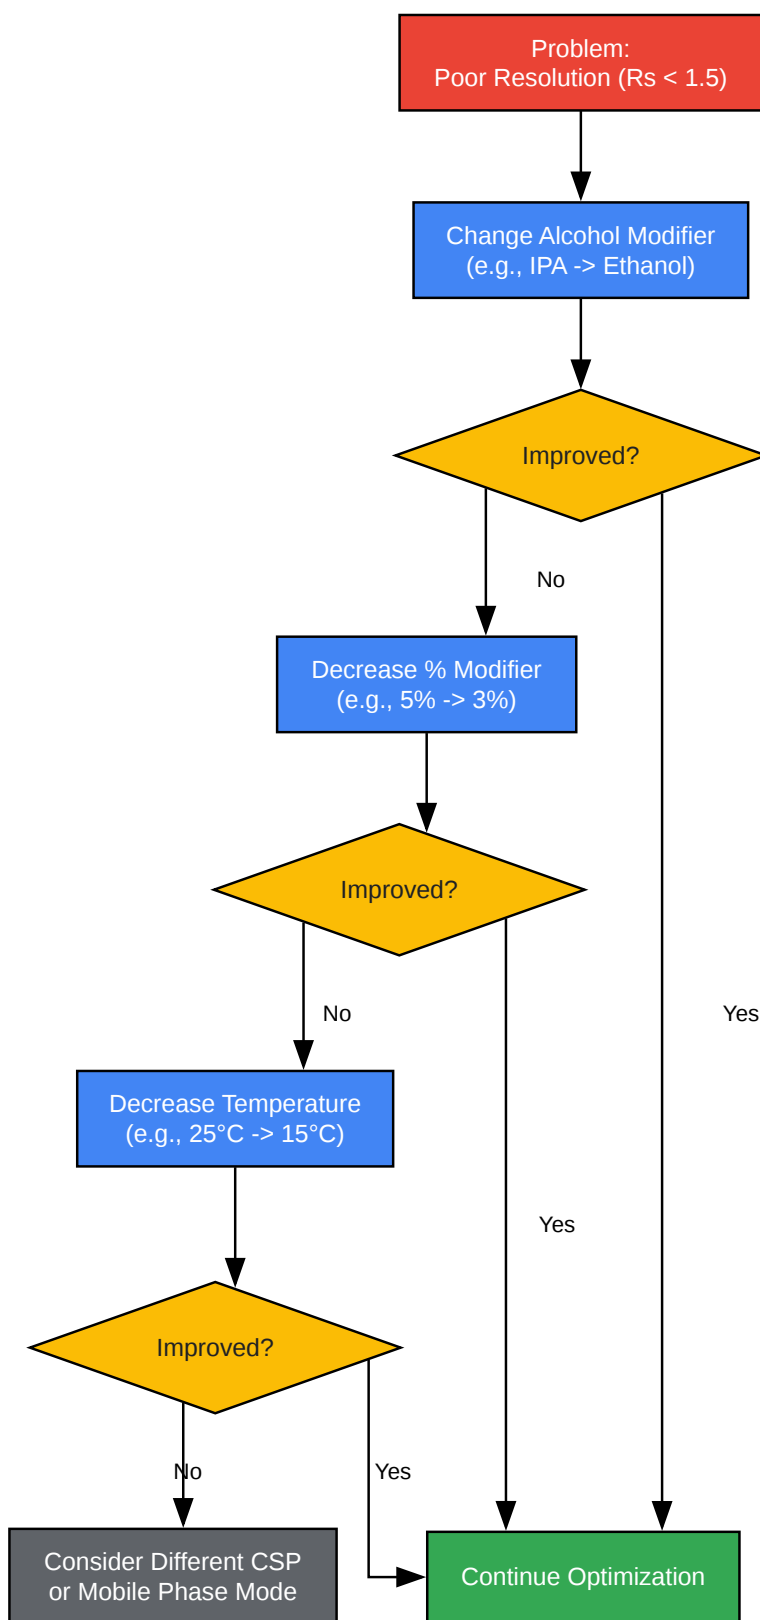 Problem:
Poor Resolution (Rs < 1.5)
Change Alcohol Modifier
(e.g., IPA -> Ethanol)
Improved?
No
Decrease % Modifier
(e.g., 5% -> 3%)
Improved?
No
Yes
Decrease Temperature
(e.g., 25°C -> 15°C)
Yes
Improved?
No
Yes
Consider Different CSP
or Mobile Phase Mode
Continue Optimization